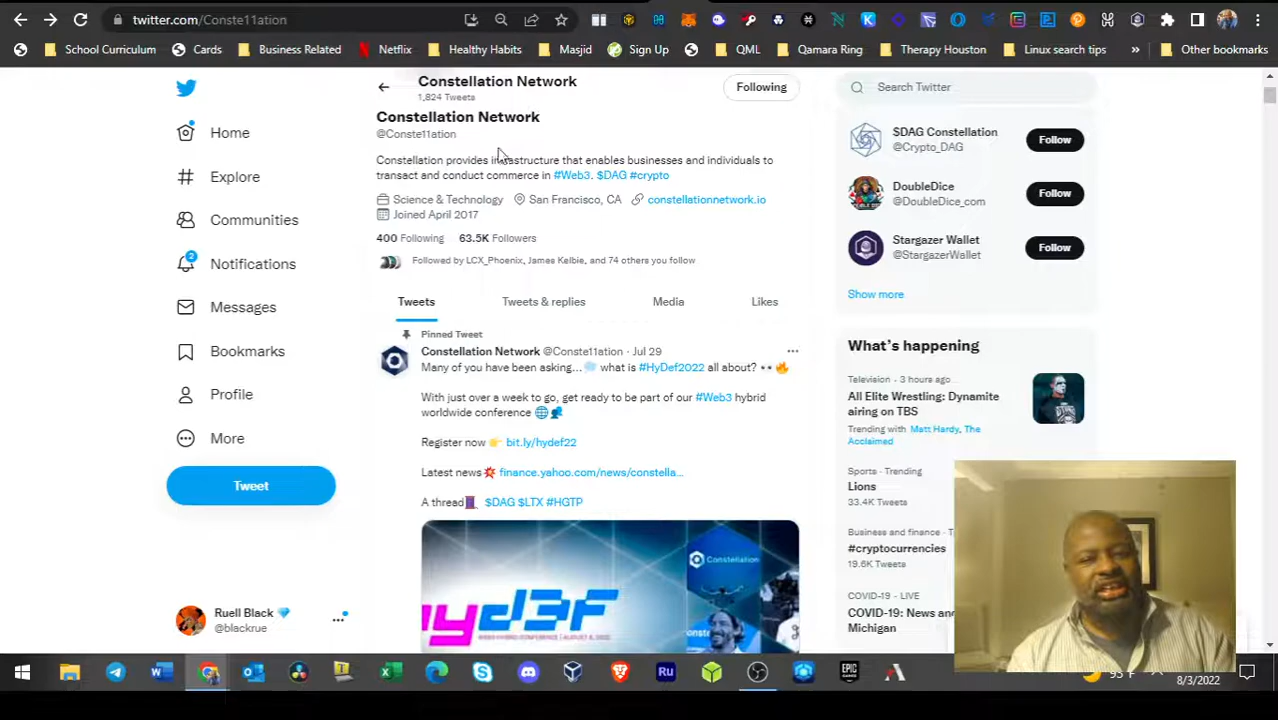 twitter.com/Conste11ation
School Curriculum
Cards
Business Related
Netflix
Healthy Habits
Masjid
Sign Up
QML
Qamara Ring
Therapy Houston
Linux search tips
»
Other bookmarks
Home
Explore
Communities
2
Notifications
Messages
Bookmarks
Profile
More
Tweet
Ruell Black
@blackrue
Constellation Network
1,824 Tweets
Following
Constellation Network
@Conste11ation
Constellation provides infrastructure that enables businesses and individuals to
transact and conduct commerce in #Web3. $DAG #crypto
Science & Technology San Francisco, CA constellationnetwork.io
Joined April 2017
400 Following 63.5K Followers
Followed by LCX_Phoenix, James Kelbie, and 74 others you follow
Tweets Tweets & replies Media Likes
Pinned Tweet
Constellation Network @Conste11ation · Jul 29
Many of you have been asking... what is #HyDef2022 all about?
With just over a week to go, get ready to be part of our #Web3 hybrid
worldwide conference
Register now bit.ly/hydef22
Latest news finance.yahoo.com/news/constella...
A thread $DAG $LTX #HGTP
Constellation
hyd3f
Search Twitter
$DAG Constellation
@Crypto_DAG
Follow
DoubleDice
@DoubleDice_com
Follow
Stargazer Wallet
@StargazerWallet
Follow
Show more
What's happening
Television · 3 hours ago
All Elite Wrestling: Dynamite
airing on TBS
Trending with Matt Hardy, The
Acclaimed
Sports · Trending
Lions
33.4K Tweets
Business and finance · T
#cryptocurrencies
19.6K Tweets
COVID-19 · LIVE
COVID-19: News an
Michigan
Ru
EPIC
GAMES
93°F
8/3/2022